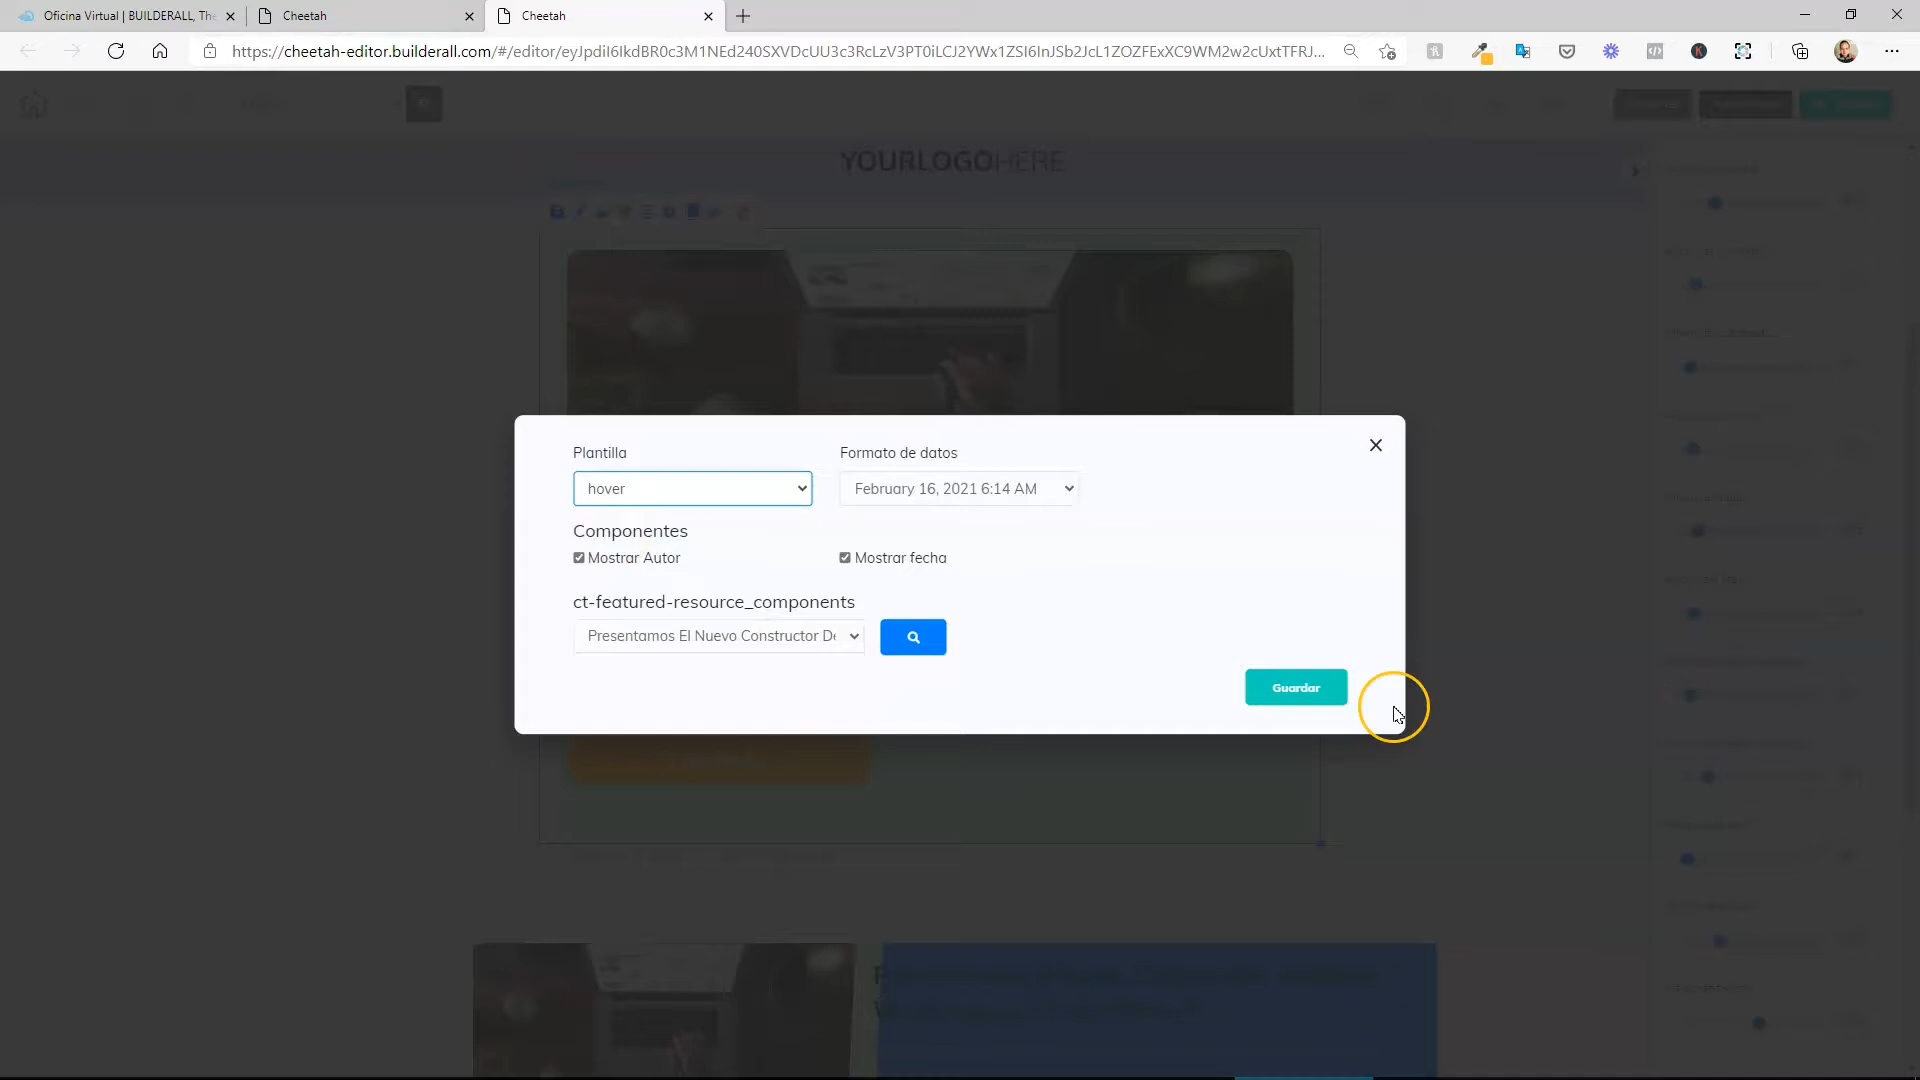 Oficina Virtual | BUILDERALL, The
Cheetah
Cheetah
https://cheetah-editor.builderall.com/#/editor/eyJpdiI6IkdBR0c3M1NEd240SXVDcUU3c3RcLzV3PT0iLCJ2YWx1ZSI6InJSb2JcL1ZOZFExXC9WM2w2cUxtTFRJ...
YOURLOGOHERE
Plantilla
Formato de datos
hover
February 16, 2021 6:14 AM
Componentes
Mostrar Autor
Mostrar fecha
ct-featured-resource_components
Presentamos El Nuevo Constructor De
Guardar